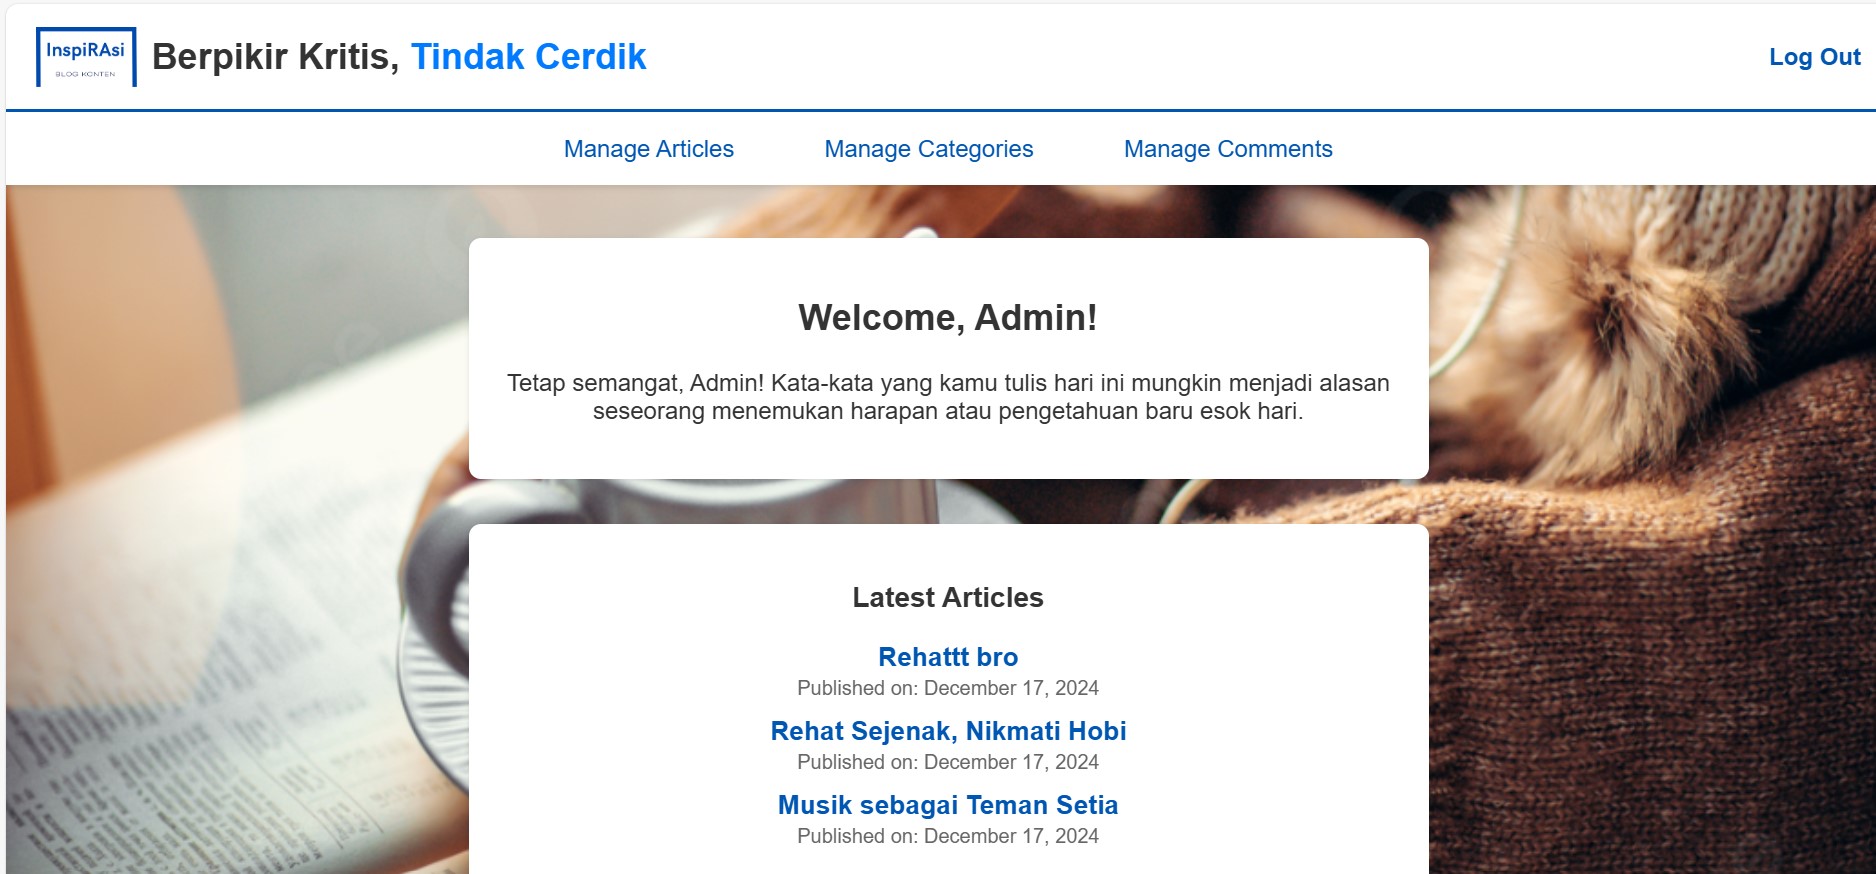 InspiRAsi
BLOG KONTEN
Berpikir Kritis, Tindak Cerdik
Log Out
Manage Articles
Manage Categories
Manage Comments
Welcome, Admin!
Tetap semangat, Admin! Kata-kata yang kamu tulis hari ini mungkin menjadi alasan
seseorang menemukan harapan atau pengetahuan baru esok hari.
Latest Articles
Rehattt bro
Published on: December 17, 2024
Rehat Sejenak, Nikmati Hobi
Published on: December 17, 2024
Musik sebagai Teman Setia
Published on: December 17, 2024